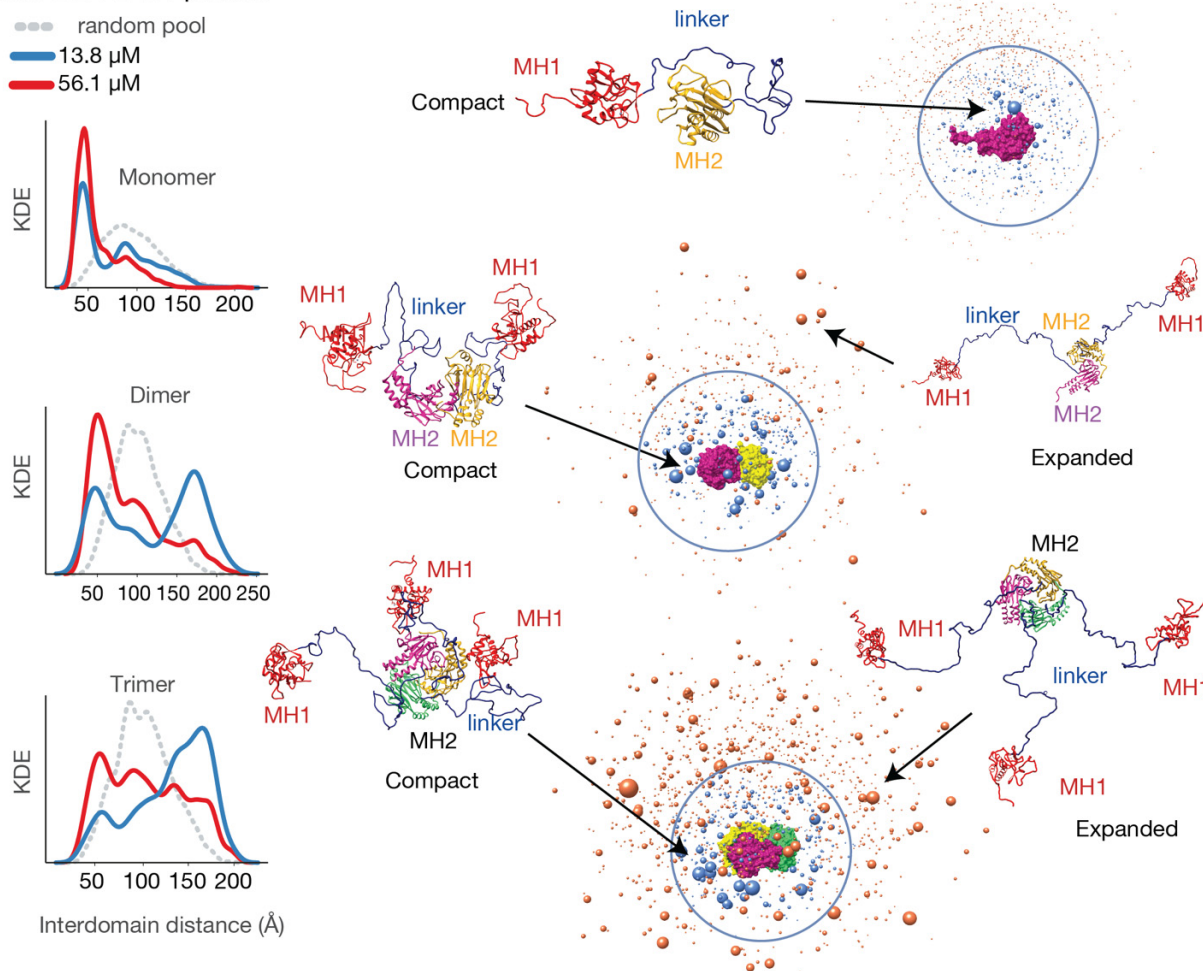 random pool
13.8 µM
56.1 µM
KDE
Monomer
50 100 150 200
Compact
MH1
linker
MH2
KDE
Dimer
50 100 150 200 250
MH1
linker
MH1
MH2 MH2
Compact
linker
MH2
MH1
MH1
MH2
Expanded
KDE
Trimer
50 100 150 200
Interdomain distance (Å)
MH1
MH1
MH1
linker
MH2
Compact
MH2
MH1
linker
MH1
MH1
Expanded